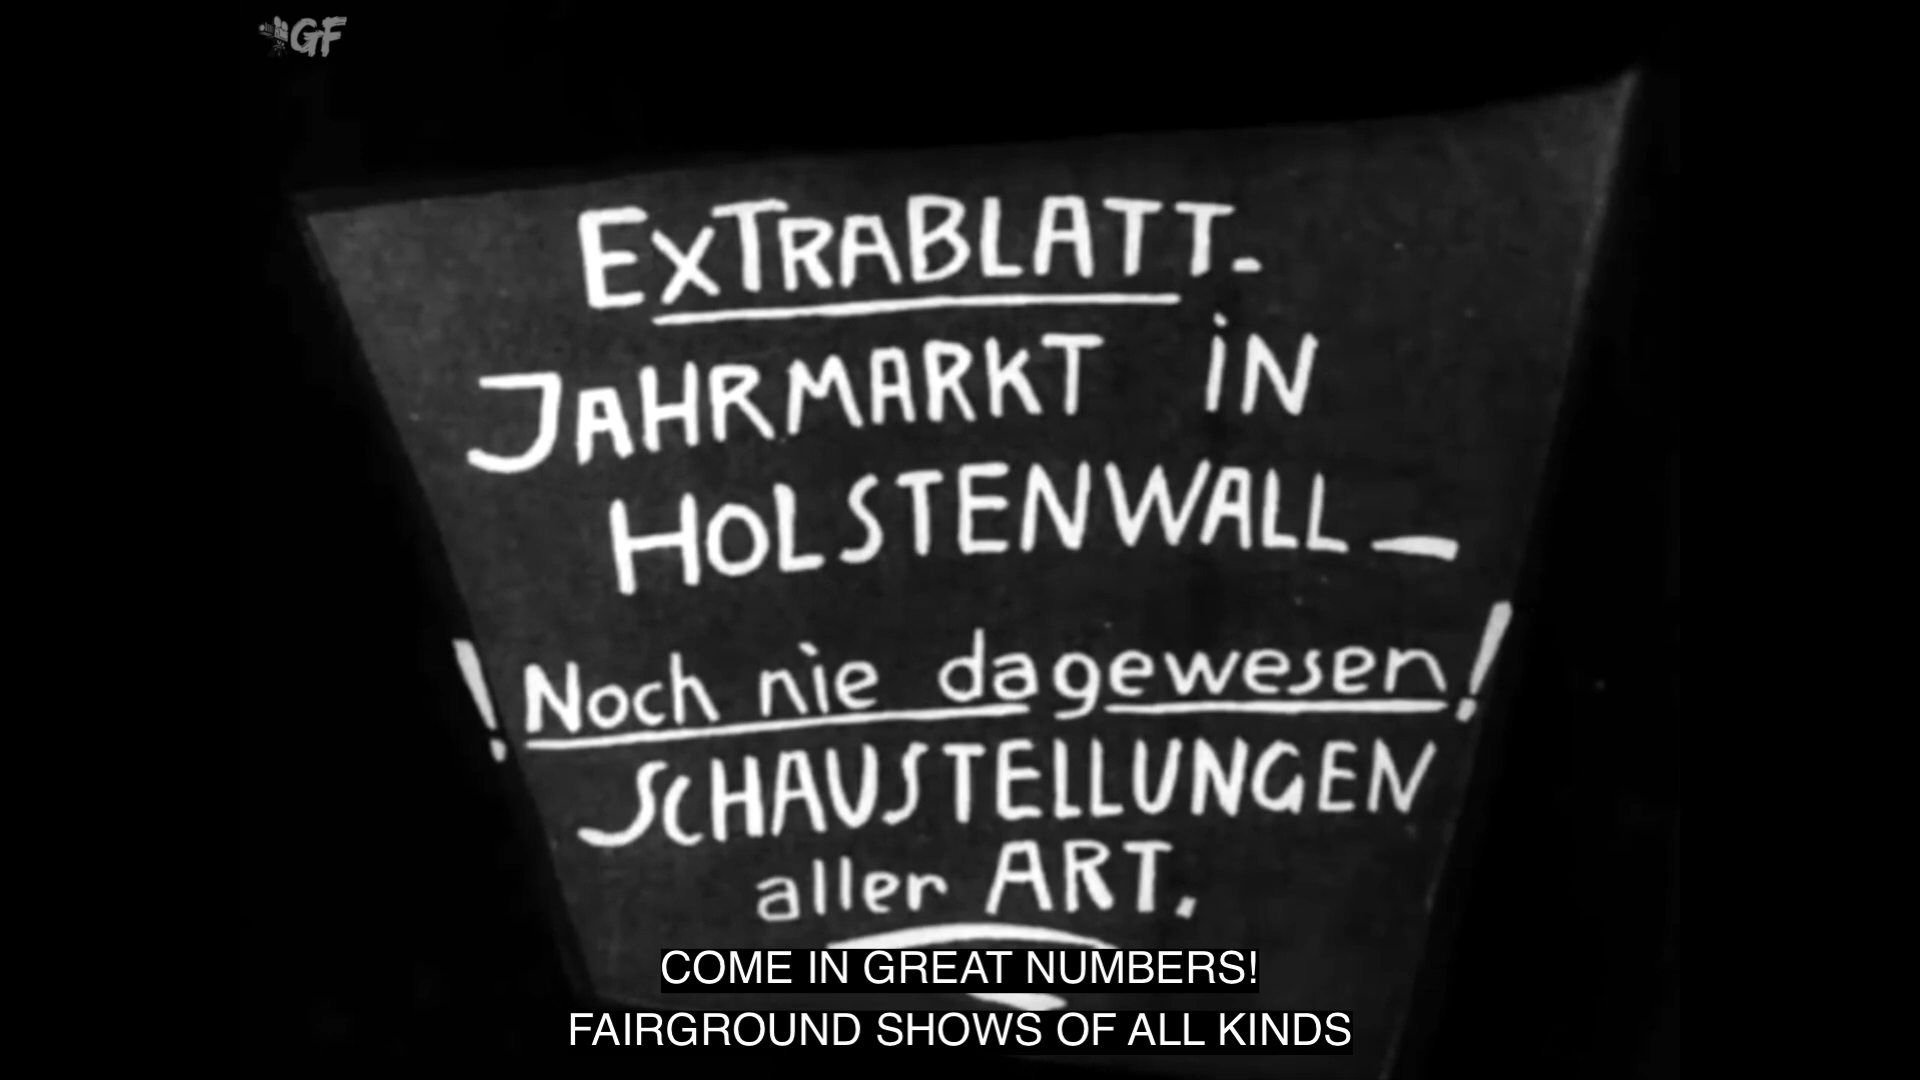 GF
EXTRABLATT-
JAHRMARKT iN
HOLSTENWALL –
! Noch nie dagewesen!
SCHAUSTELLUNGEN
aller ART.
COME IN GREAT NUMBERS!
FAIRGROUND SHOWS OF ALL KINDS